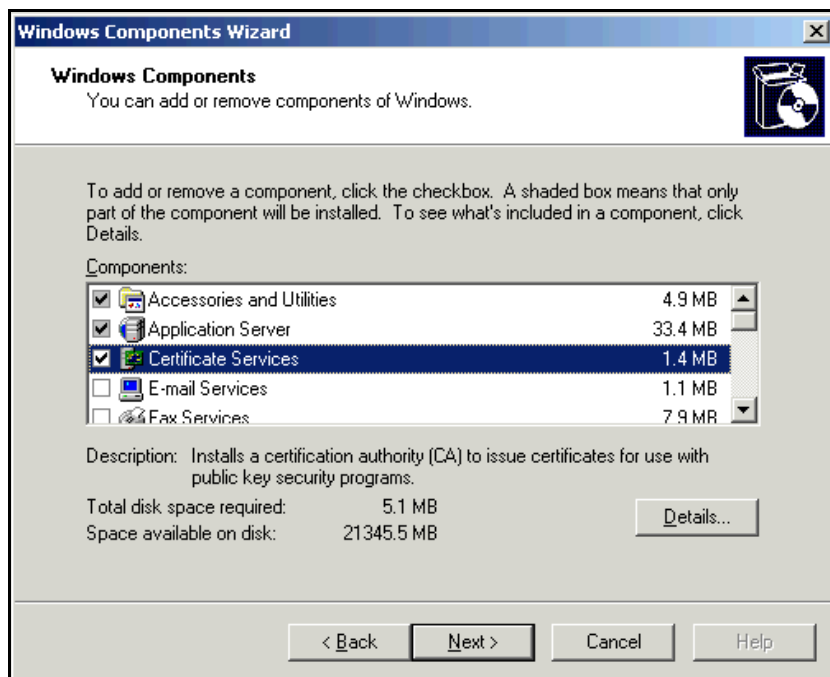 Windows Components Wizard
Windows Components
You can add or remove components of Windows.
To add or remove a component, click the checkbox. A shaded box means that only
part of the component will be installed. To see what's included in a component, click
Details.
Components:
Accessories and Utilities 4.9 MB
Application Server 33.4 MB
Certificate Services 1.4 MB
E-mail Services 1.1 MB
Fax Services 7.9 MB
Description: Installs a certification authority (CA) to issue certificates for use with
public key security programs.
Total disk space required: 5.1 MB
Space available on disk: 21345.5 MB
Details...
< Back Next > Cancel Help